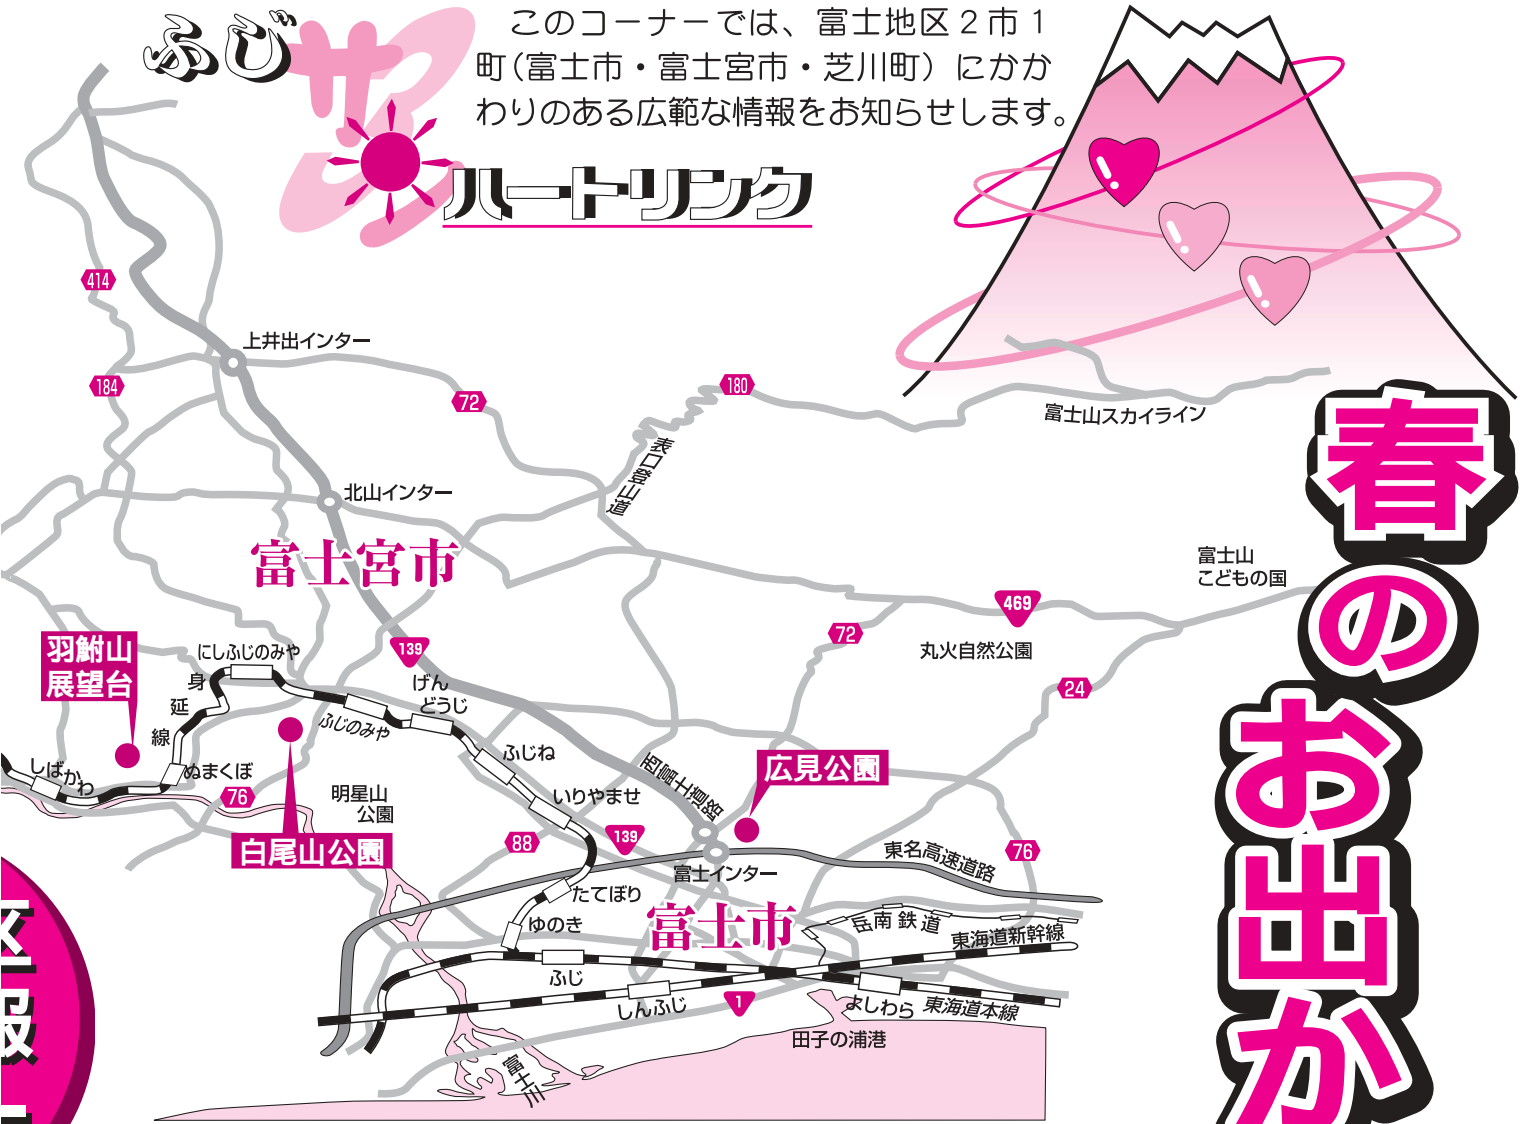 ふじサン
ハートリンク
このコーナーでは、富士地区２市１
町（富士市・富士宮市・芝川町）にかか
わりのある広範な情報をお知らせします。
春のお出か
414
上井出インター
184
72
180
富士山スカイライン
表口登山道
北山インター
富士宮市
富士山
こどもの国
469
72
丸火自然公園
139
24
羽鮒山
展望台
にしふじのみや
身延線
げんどうじ
ふじのみや
ふじね
西富士道路
広見公園
しばかわ
ぬまくぼ
76
明星山
公園
いりやませ
白尾山公園
88
139
富士インター
東名高速道路
76
たてぼり
ゆのき
富士市
岳南鉄道
東海道新幹線
ふじ
しんふじ
1
よしわら
東海道本線
田子の浦港
富士川
区
報